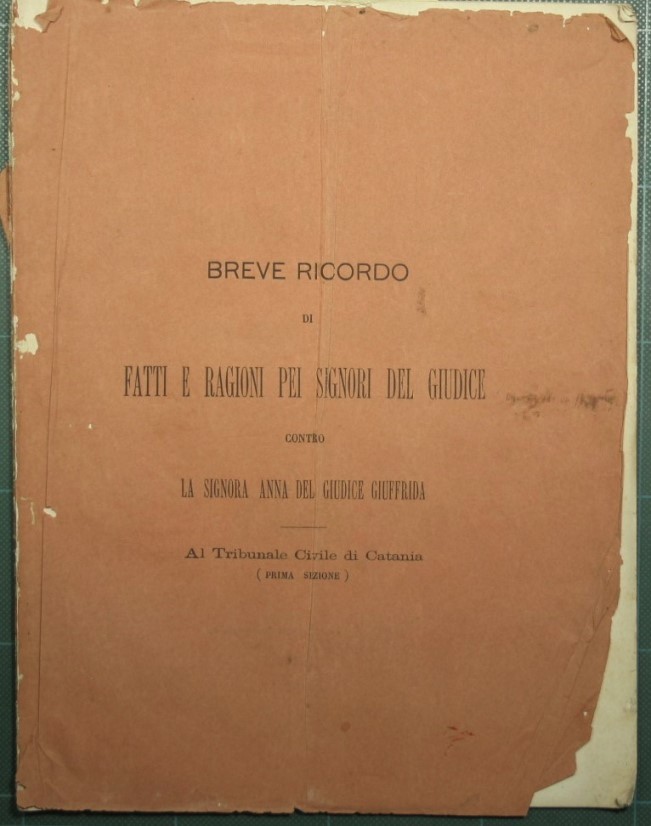 BREVE RICORDO
DI
FATTI E RAGIONI PEI SIGNORI DEL GIUDICE
CONTRO
LA SIGNORA ANNA DEL GIUDICE GIUFFRIDA
Al Tribunale Civile di Catania
( PRIMA SEZIONE )